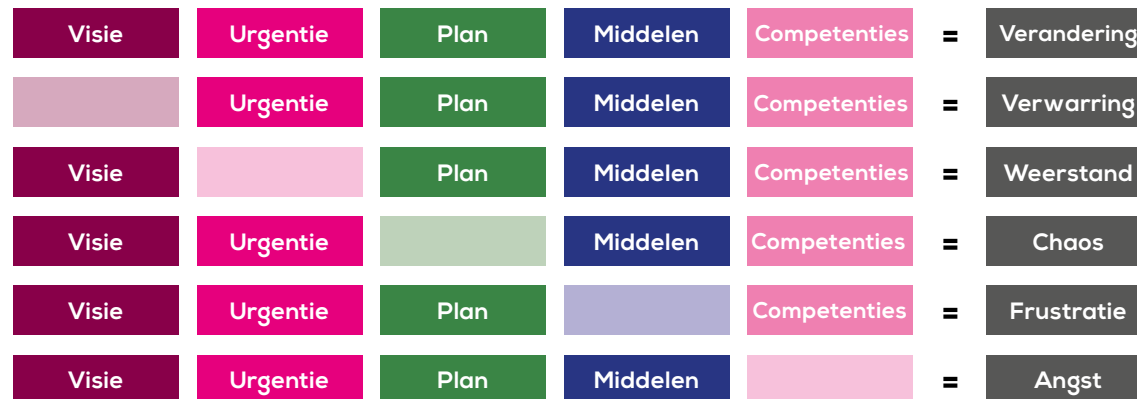 Visie Urgentie Plan Middelen Competenties = Verandering
Urgentie Plan Middelen Competenties = Verwarring
Visie Plan Middelen Competenties = Weerstand
Visie Urgentie Middelen Competenties = Chaos
Visie Urgentie Plan Competenties = Frustratie
Visie Urgentie Plan Middelen = Angst